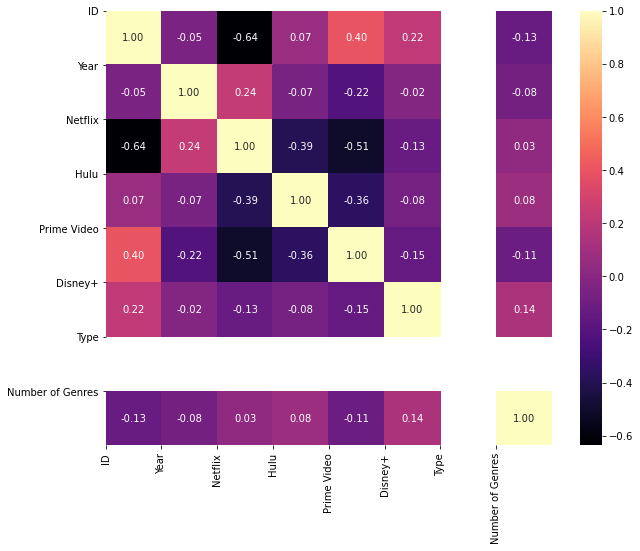 ID
1.00 -0.05 -0.64 0.07 0.40 0.22 -0.13
Year
-0.05 1.00 0.24 -0.07 -0.22 -0.02 -0.08
Netflix
-0.64 0.24 1.00 -0.39 -0.51 -0.13 0.03
Hulu
0.07 -0.07 -0.39 1.00 -0.36 -0.08 0.08
Prime Video
0.40 -0.22 -0.51 -0.36 1.00 -0.15 -0.11
Disney+
0.22 -0.02 -0.13 -0.08 -0.15 1.00 0.14
Type
Number of Genres
-0.13 -0.08 0.03 0.08 -0.11 0.14 1.00
ID
Year
Netflix
Hulu
Prime Video
Disney+
Type
Number of Genres
1.0
0.8
0.6
0.4
0.2
0.0
−0.2
−0.4
−0.6